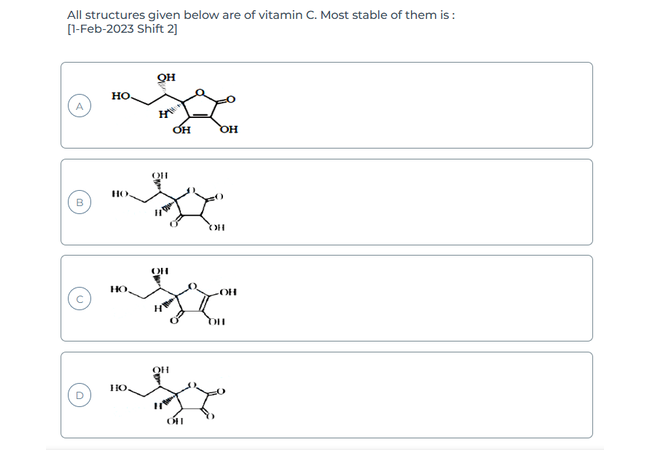 All structures given below are of vitamin C. Most stable of them is :
[1-Feb-2023 Shift 2]
A
OH
HO
O
O
H
OH
OH
B
OH
HO
O
O
H
O
OH
C
OH
HO
O
OH
H
O
OH
D
OH
HO
O
O
H
OH
O